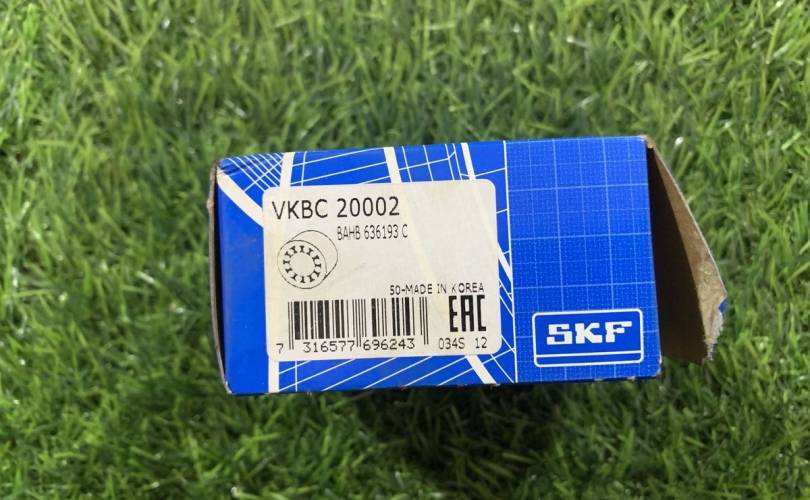 VKBC 20002
BAHB 636193 C
50-MADE IN KOREA
EAC
7 316577 696243
034S 12
SKF